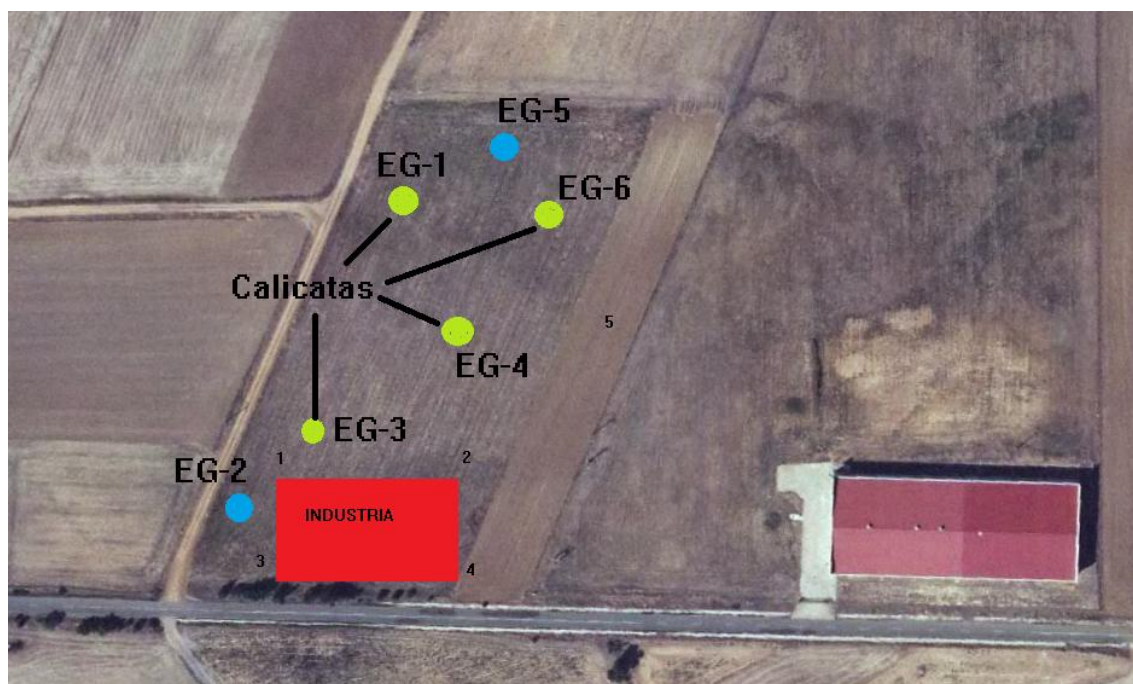 EG-5
EG-1
EG-6
Calicatas
5
EG-4
EG-3
1
2
EG-2
INDUSTRIA
3
4